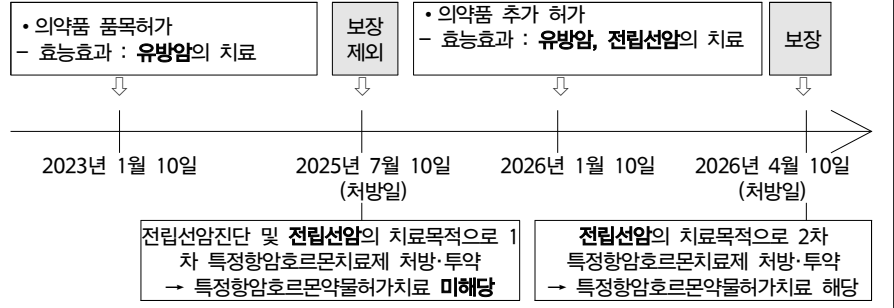 • 의약품 품목허가
− 효능효과 : 유방암의 치료
보장
제외
• 의약품 추가 허가
− 효능효과 : 유방암, 전립선암의 치료
보장
2023년 1월 10일
2025년 7월 10일
(처방일)
2026년 1월 10일
2026년 4월 10일
(처방일)
전립선암진단 및 전립선암의 치료목적으로 1
차 특정항암호르몬치료제 처방·투약
→ 특정항암호르몬약물허가치료 미해당
전립선암의 치료목적으로 2차
특정항암호르몬치료제 처방·투약
→ 특정항암호르몬약물허가치료 해당